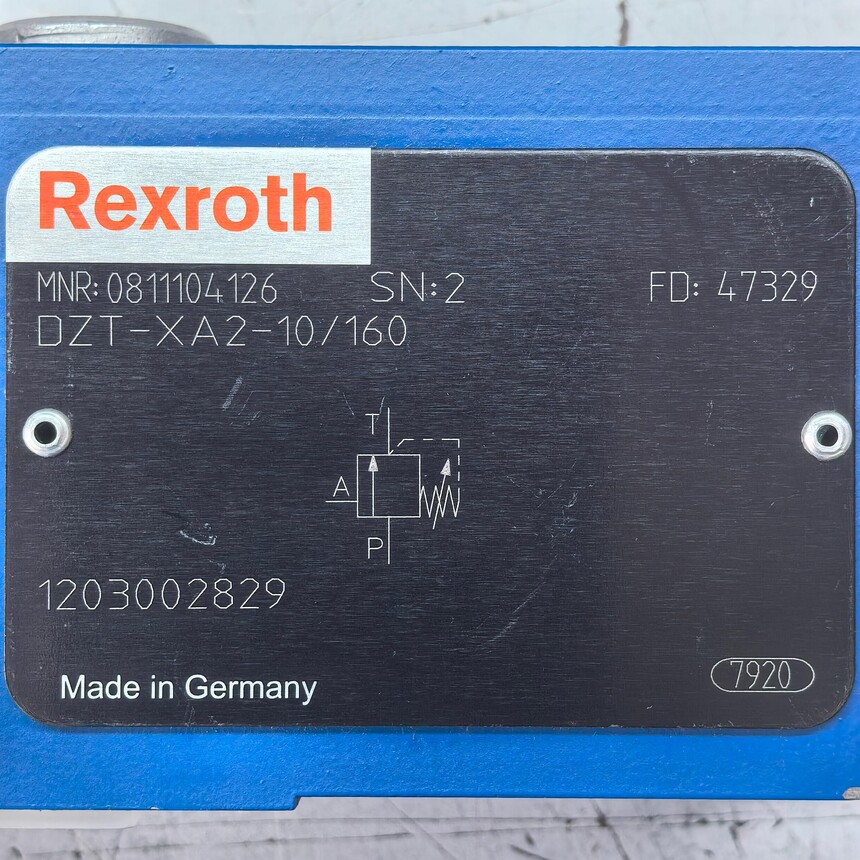 Rexroth
MNR: 0811104126 SN: 2 FD: 47329
DZT-XA2-10/160
T
A
P
1203002829
7920
Made in Germany